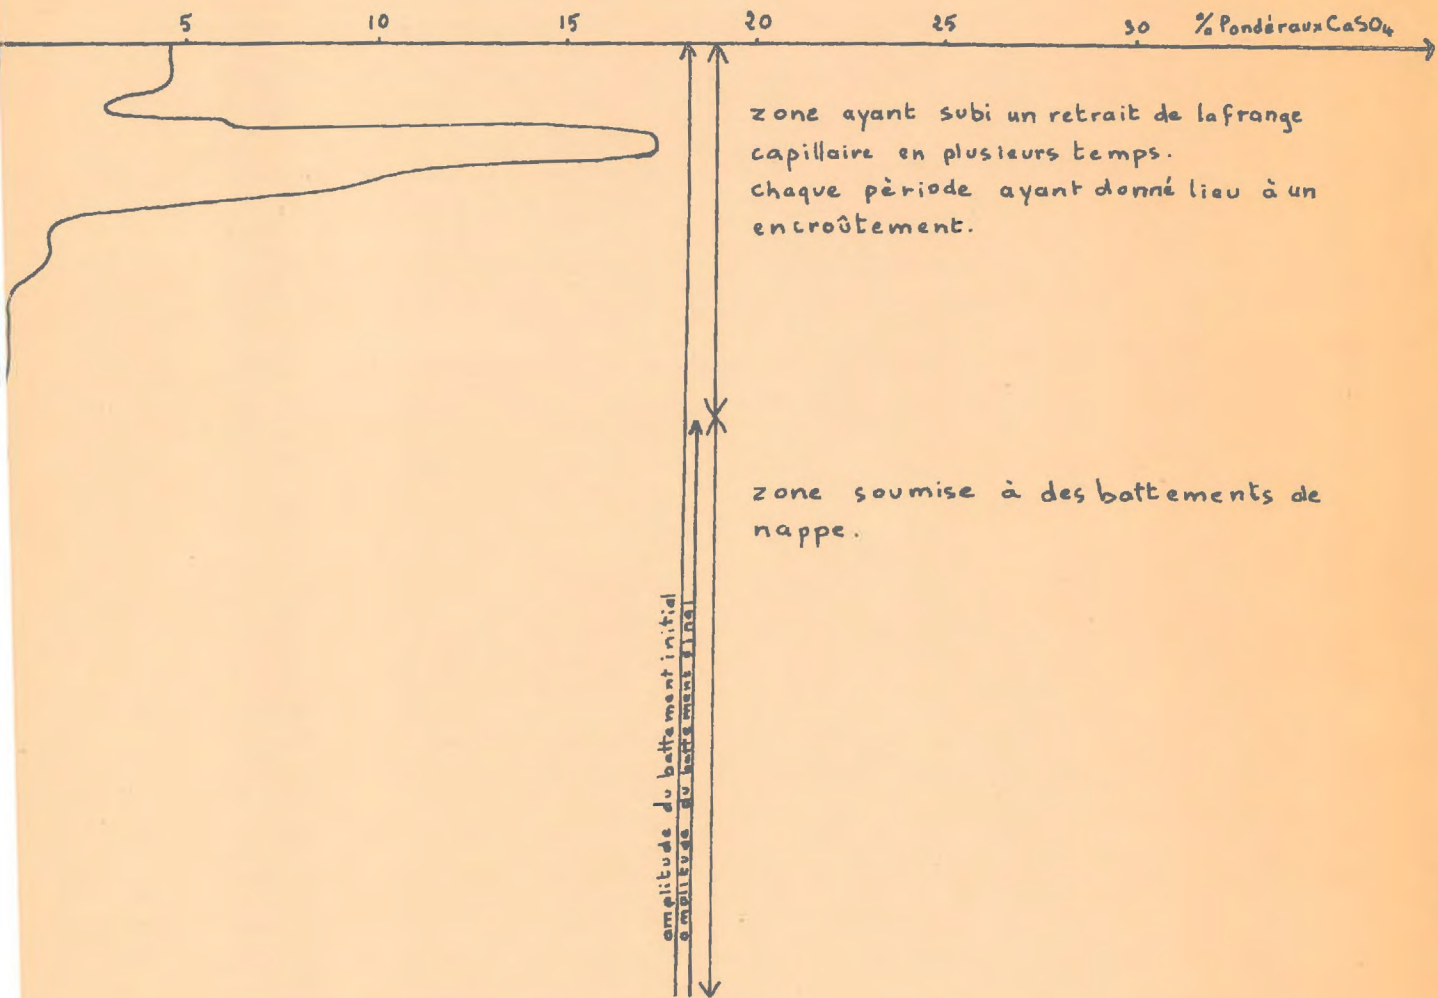 5 10 15 20 25 30 % Pondéraux CaSO4
zone ayant subi un retrait de la frange
capillaire en plusieurs temps.
chaque pèriode ayant donné lieu à un
encroûtement.
zone soumise à des battements de
nappe.
amplitude du battement initial
amplitude du battement final